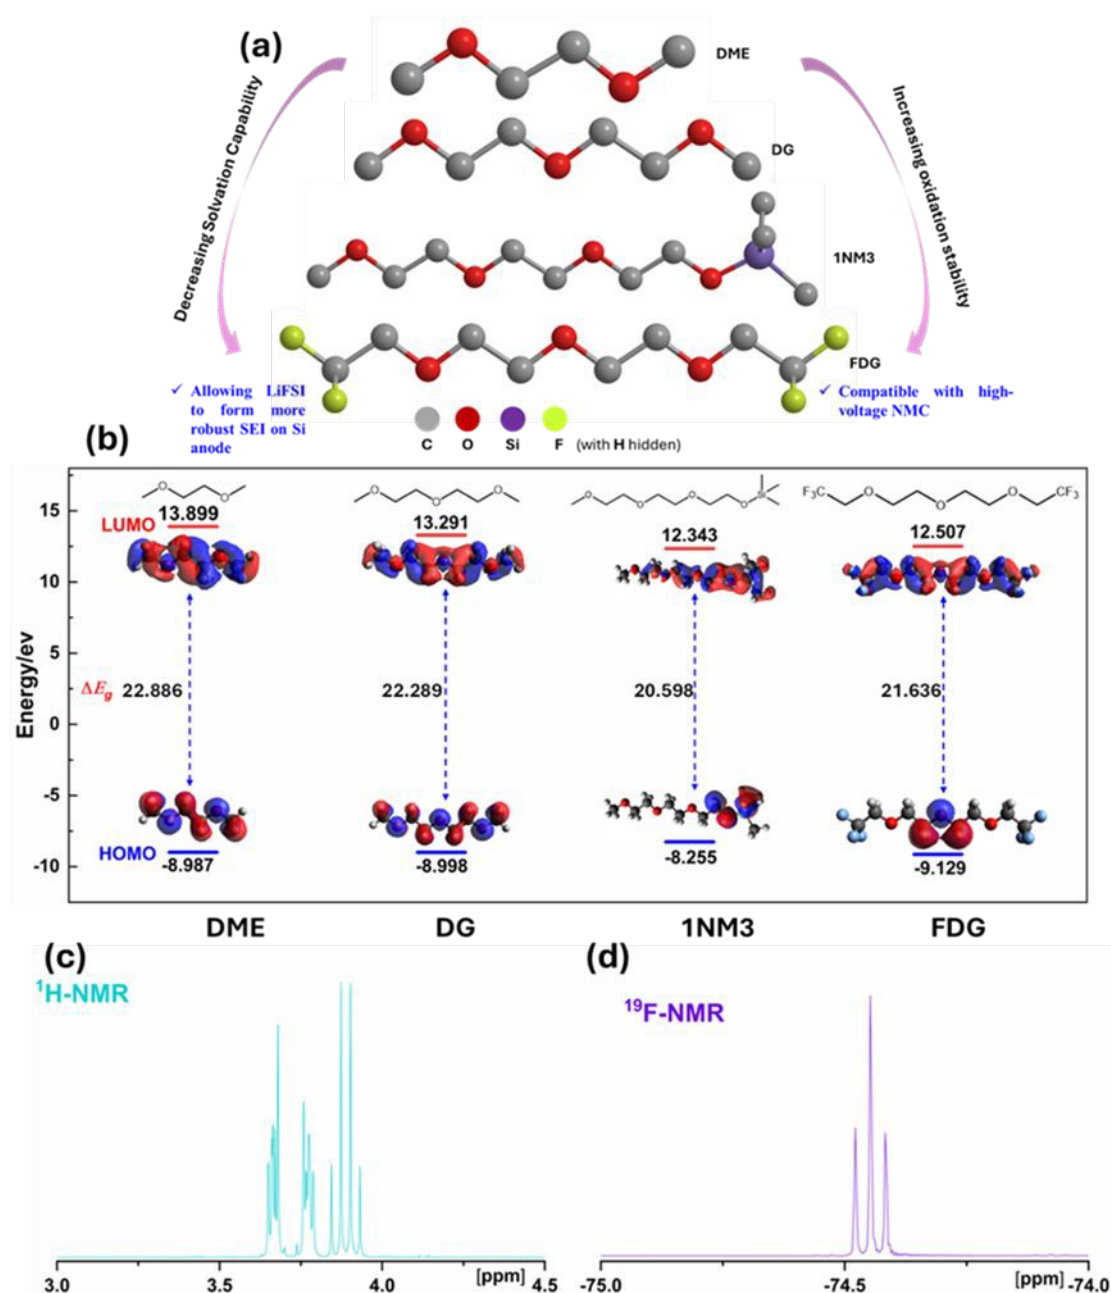 (a)
DME
DG
1NM3
FDG
Decreasing Solvation Capability
Increasing oxidation stability
✓ Allowing LiFSI
to form more
robust SEI on Si
anode
✓ Compatible with high-
voltage NMC
C O Si F (with H hidden)
(b)
Energy/ev
15
10
5
0
-5
-10
LUMO
HOMO
ΔEg
O
O
13.899
22.886
-8.987
O
O
O
13.291
22.289
-8.998
O
O
O
O
Si
12.343
20.598
-8.255
F3C
O
O
O
CF3
12.507
21.636
-9.129
DME DG 1NM3 FDG
(c)
1H-NMR
3.0 3.5 4.0 [ppm] 4.5
(d)
19F-NMR
-75.0 -74.5 [ppm] -74.0